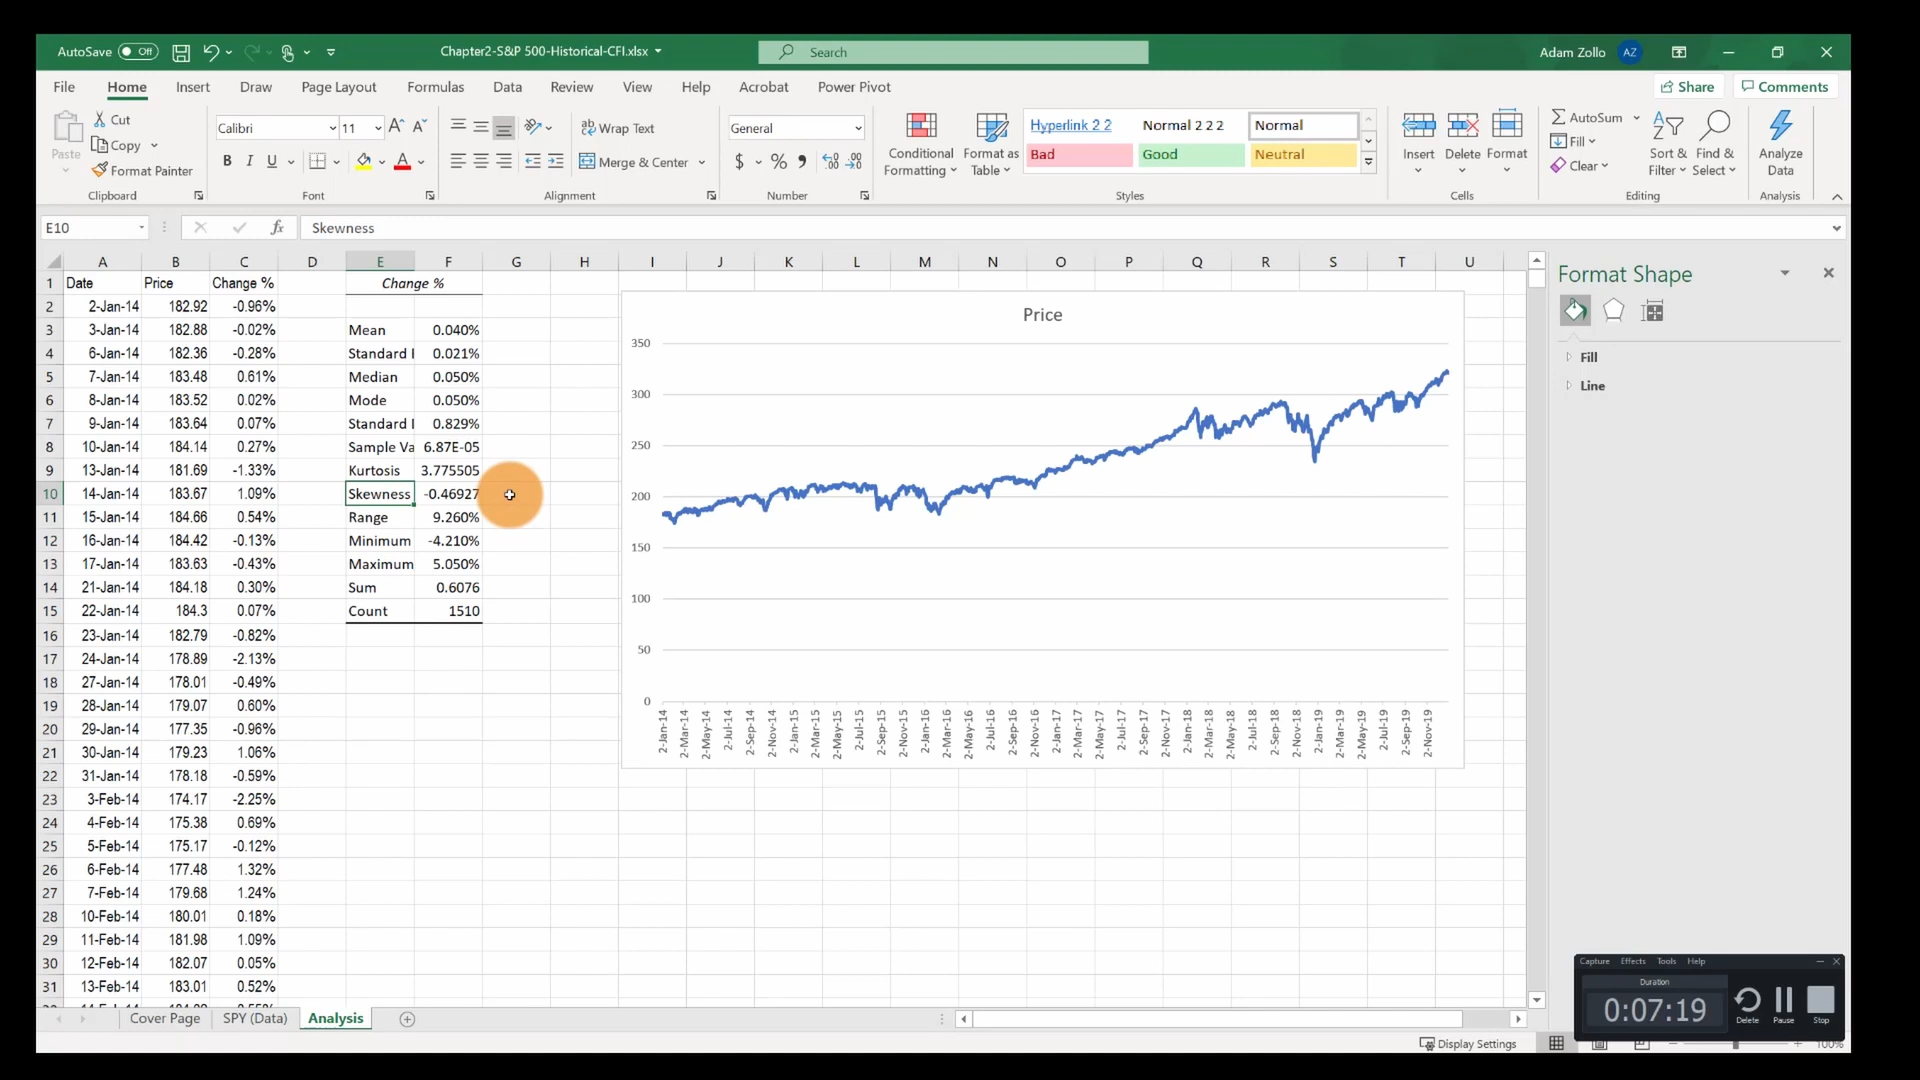 AutoSave Off
Chapter2-S&P 500-Historical-CFI.xlsx
Search
Adam Zollo AZ
File Home Insert Draw Page Layout Formulas Data Review View Help Acrobat Power Pivot
Share Comments
Paste
Cut
Copy
Format Painter
Clipboard
Calibri 11
B I U
Font
Wrap Text
Merge & Center
Alignment
General
$ %
Number
Conditional Formatting
Format as Table
Hyperlink 2 2 Normal 2 2 2 Normal
Bad Good Neutral
Styles
Insert Delete Format
Cells
AutoSum
Fill
Clear
Sort & Filter
Find & Select
Editing
Analyze Data
Analysis
E10 fx Skewness
A B C D E F G H I J K L M N O P Q R S T U
1 Date Price Change % Change %
2 2-Jan-14 182.92 -0.96%
3 3-Jan-14 182.88 -0.02% Mean 0.040%
4 6-Jan-14 182.36 -0.28% Standard 0.021%
5 7-Jan-14 183.48 0.61% Median 0.050%
6 8-Jan-14 183.52 0.02% Mode 0.050%
7 9-Jan-14 183.64 0.07% Standard 0.829%
8 10-Jan-14 184.14 0.27% Sample Va 6.87E-05
9 13-Jan-14 181.69 -1.33% Kurtosis 3.775505
10 14-Jan-14 183.67 1.09% Skewness -0.46927
11 15-Jan-14 184.66 0.54% Range 9.260%
12 16-Jan-14 184.42 -0.13% Minimum -4.210%
13 17-Jan-14 183.63 -0.43% Maximum 5.050%
14 21-Jan-14 184.18 0.30% Sum 0.6076
15 22-Jan-14 184.3 0.07% Count 1510
16 23-Jan-14 182.79 -0.82%
17 24-Jan-14 178.89 -2.13%
18 27-Jan-14 178.01 -0.49%
19 28-Jan-14 179.07 0.60%
20 29-Jan-14 177.35 -0.96%
21 30-Jan-14 179.23 1.06%
22 31-Jan-14 178.18 -0.59%
23 3-Feb-14 174.17 -2.25%
24 4-Feb-14 175.38 0.69%
25 5-Feb-14 175.17 -0.12%
26 6-Feb-14 177.48 1.32%
27 7-Feb-14 179.68 1.24%
28 10-Feb-14 180.01 0.18%
29 11-Feb-14 181.98 1.09%
30 12-Feb-14 182.07 0.05%
31 13-Feb-14 183.01 0.52%
Price
350
300
250
200
150
100
50
0
2-Jan-14 2-Mar-14 2-May-14 2-Jul-14 2-Sep-14 2-Nov-14 2-Jan-15 2-Mar-15 2-May-15 2-Jul-15 2-Sep-15 2-Nov-15 2-Jan-16 2-Mar-16 2-May-16 2-Jul-16 2-Sep-16 2-Nov-16 2-Jan-17 2-Mar-17 2-May-17 2-Jul-17 2-Sep-17 2-Nov-17 2-Jan-18 2-Mar-18 2-May-18 2-Jul-18 2-Sep-18 2-Nov-18 2-Jan-19 2-Mar-19 2-May-19 2-Jul-19 2-Sep-19 2-Nov-19
Format Shape
Fill
Line
Capture Effects Tools Help
Duration
0:07:19
Delete Pause Stop
Cover Page SPY (Data) Analysis
Display Settings
100%